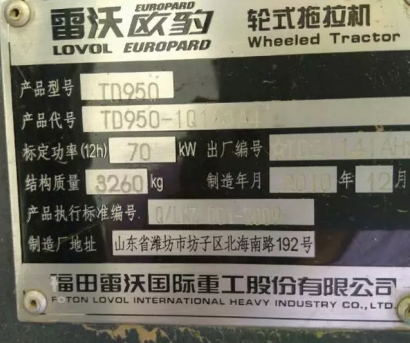 雷沃欧豹 EUROPARD 轮式拖拉机
LOVOL EUROPARD Wheeled Tractor
产品型号 TD950
产品代号
标定功率(12h) 70 kW 出厂编号
结构质量 3260 kg 制造年月 2010 年 12 月
产品执行标准编号
制造厂地址 山东省潍坊市坊子区北海南路192号
福田雷沃国际重工股份有限公司
FOTON LOVOL INTERNATIONAL HEAVY INDUSTRY CO.,LTD.